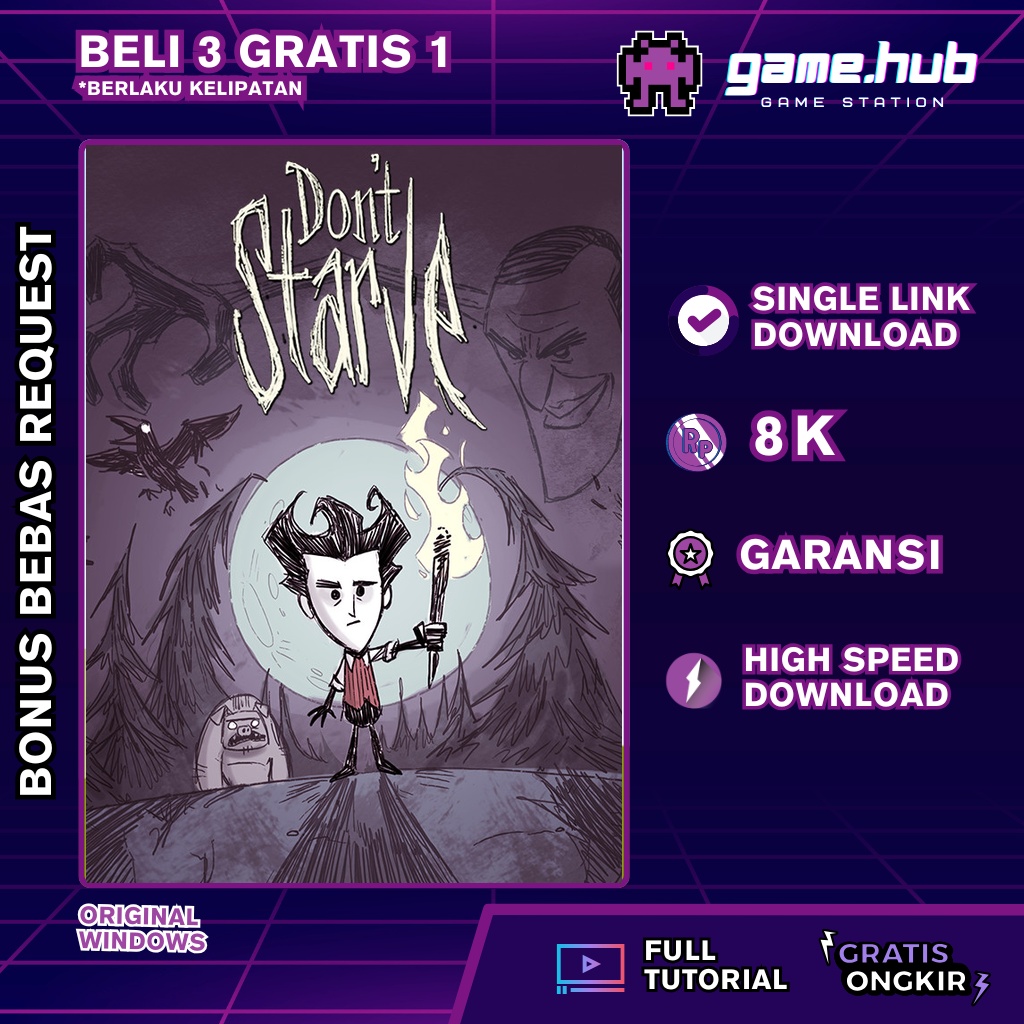 BELI 3 GRATIS 1
*BERLAKU KELIPATAN
game.hub
GAME STATION
BONUS BEBAS REQUEST
Don't
Starve
SINGLE LINK
DOWNLOAD
Rp
8K
GARANSI
HIGH SPEED
DOWNLOAD
ORIGINAL
WINDOWS
FULL
TUTORIAL
GRATIS
ONGKIR